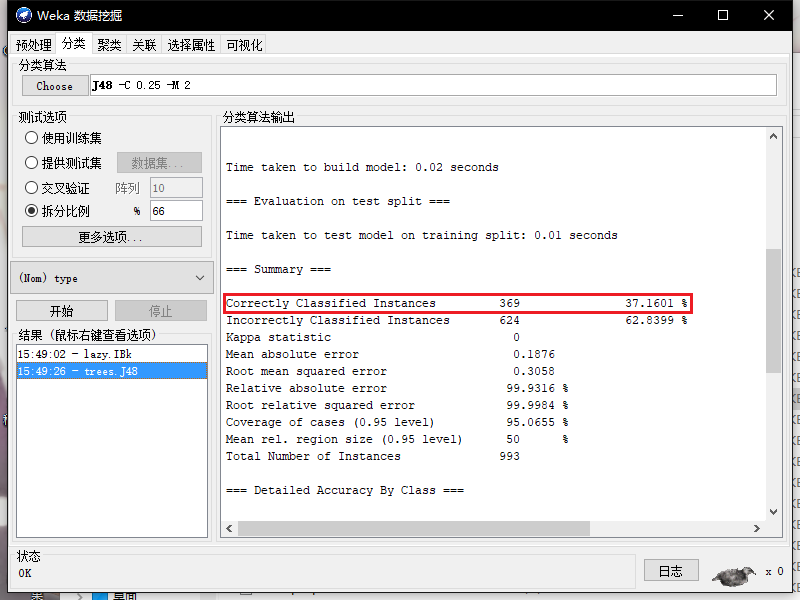 Weka 数据挖掘
预处理 分类 聚类 关联 选择属性 可视化
分类算法
Choose J48 -C 0.25 -M 2
测试选项
使用训练集
提供测试集 数据集...
交叉验证 阵列 10
拆分比例 % 66
更多选项...
(Nom) type
开始 停止
结果 (鼠标右键查看选项)
15:49:02 - lazy.IBk
15:49:26 - trees.J48
分类算法输出
Time taken to build model: 0.02 seconds
=== Evaluation on test split ===
Time taken to test model on training split: 0.01 seconds
=== Summary ===
Correctly Classified Instances 369 37.1601 %
Incorrectly Classified Instances 624 62.8399 %
Kappa statistic 0
Mean absolute error 0.1876
Root mean squared error 0.3058
Relative absolute error 99.9316 %
Root relative squared error 99.9984 %
Coverage of cases (0.95 level) 95.0655 %
Mean rel. region size (0.95 level) 50 %
Total Number of Instances 993
=== Detailed Accuracy By Class ===
状态
OK
日志 x 0